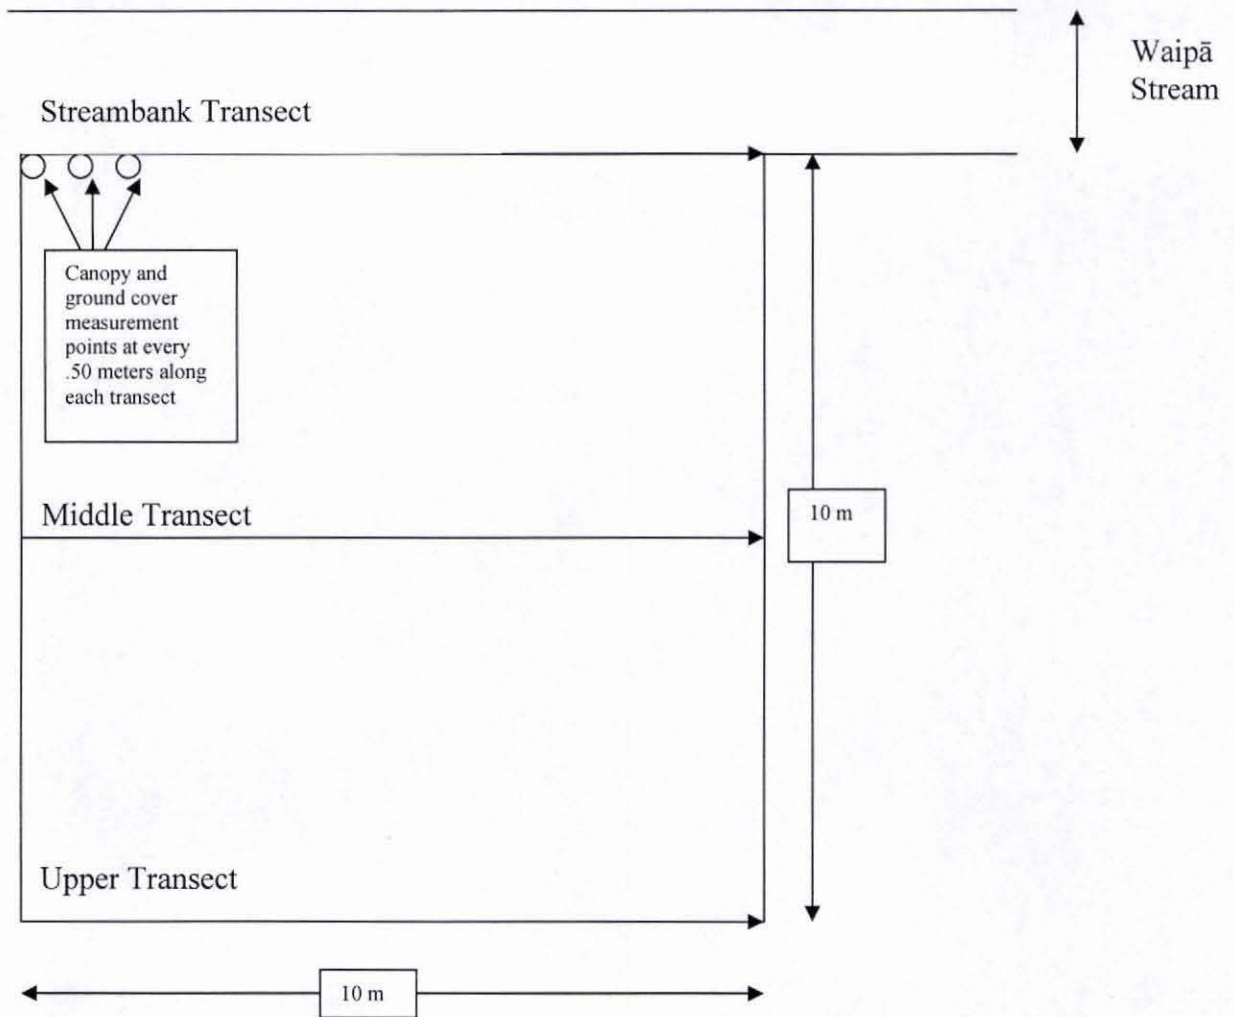 Waipā
Stream
Streambank Transect
Canopy and
ground cover
measurement
points at every
.50 meters along
each transect
Middle Transect
10 m
Upper Transect
10 m